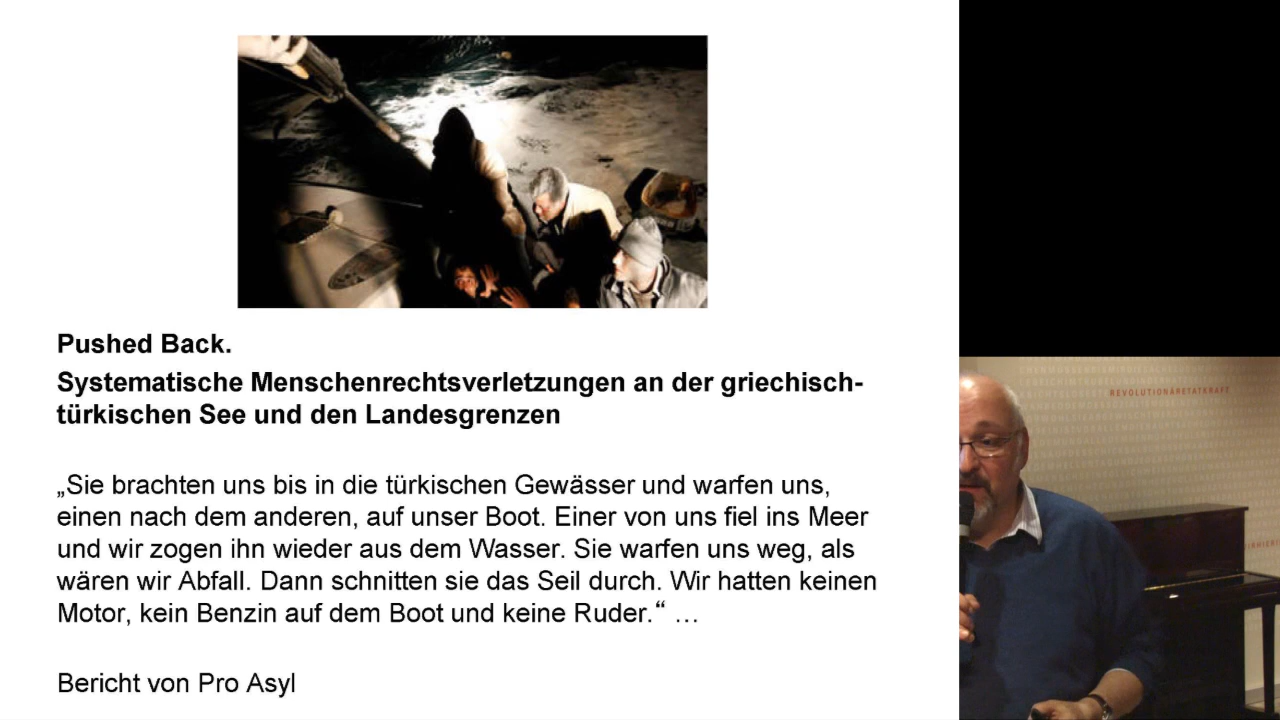 Pushed Back.
Systematische Menschenrechtsverletzungen an der griechisch-
türkischen See und den Landesgrenzen
„Sie brachten uns bis in die türkischen Gewässer und warfen uns,
einen nach dem anderen, auf unser Boot. Einer von uns fiel ins Meer
und wir zogen ihn wieder aus dem Wasser. Sie warfen uns weg, als
wären wir Abfall. Dann schnitten sie das Seil durch. Wir hatten keinen
Motor, kein Benzin auf dem Boot und keine Ruder.“ …
Bericht von Pro Asyl
REVOLUTIONÄRETATKRAFT